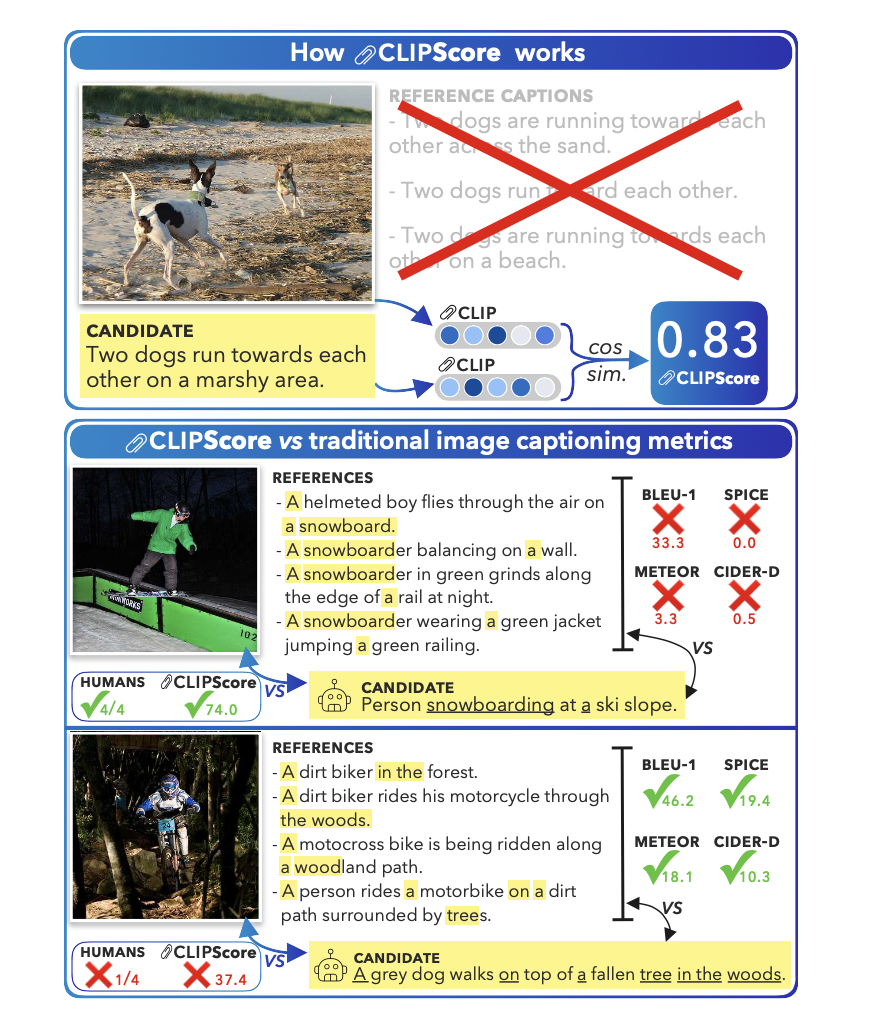 How CLIPScore works
REFERENCE CAPTIONS
- Two dogs are running towards each
other across the sand.
- Two dogs run toward each other.
- Two dogs are running towards each
other on a beach.
CANDIDATE
Two dogs run towards each
other on a marshy area.
CLIP
CLIP
cos
sim.
0.83
CLIPScore
CLIPScore vs traditional image captioning metrics
REFERENCES
- A helmeted boy flies through the air on
a snowboard.
- A snowboarder balancing on a wall.
- A snowboarder in green grinds along
the edge of a rail at night.
- A snowboarder wearing a green jacket
jumping a green railing.
BLEU-1 SPICE
33.3 0.0
METEOR CIDER-D
3.3 0.5
VS
102
HUMANS CLIPScore
4/4 74.0
VS
CANDIDATE
Person snowboarding at a ski slope.
REFERENCES
- A dirt biker in the forest.
- A dirt biker rides his motorcycle through
the woods.
- A motocross bike is being ridden along
a woodland path.
- A person rides a motorbike on a dirt
path surrounded by trees.
BLEU-1 SPICE
46.2 19.4
METEOR CIDER-D
18.1 10.3
VS
HUMANS CLIPScore
1/4 37.4
VS
CANDIDATE
A grey dog walks on top of a fallen tree in the woods.